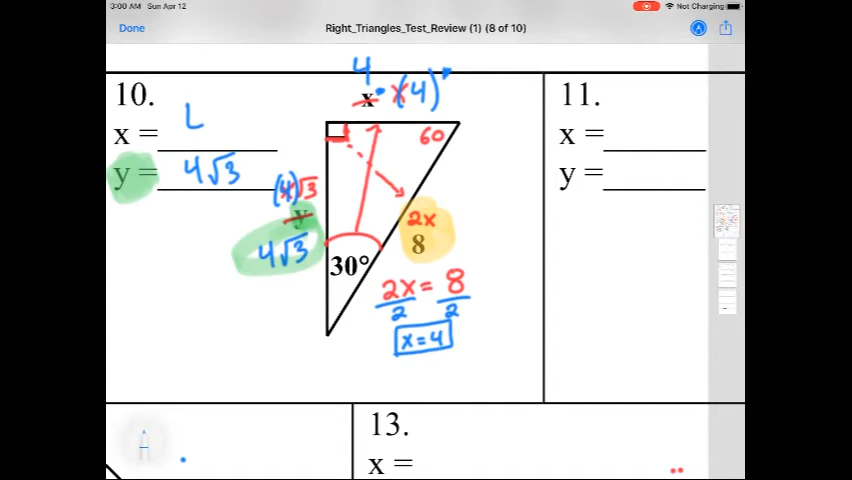 3:00 AM Sun Apr 12
Not Charging
Done
Right_Triangles_Test_Review (1) (8 of 10)
10.
x =
y = 4√3
4
x (4)
60
(4) x√3
y
4√3
30°
2x
8
2x = 8
2 2
x = 4
11.
x =
y =
13.
x =